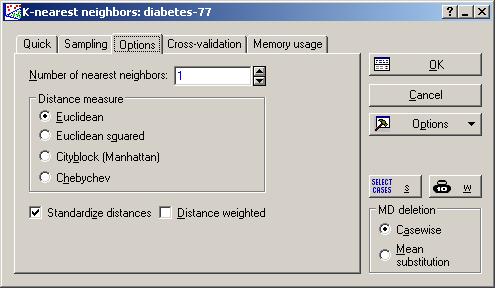 K-nearest neighbors: diabetes-77
Quick Sampling Options Cross-validation Memory usage
Number of nearest neighbors: 1
Distance measure
Euclidean
Euclidean squared
Cityblock (Manhattan)
Chebychev
Standardize distances Distance weighted
OK
Cancel
Options
SELECT CASES s w
MD deletion
Casewise
Mean
substitution